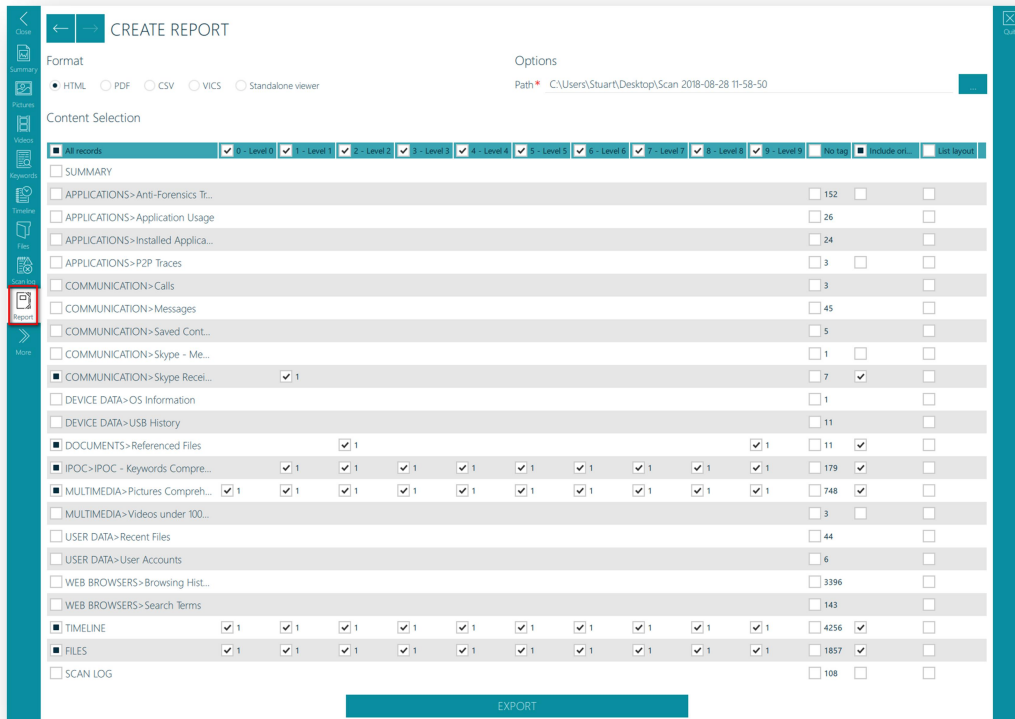 Close
Summary
Pictures
Videos
Keywords
Timeline
Files
Scan log
Report
More
Quit
CREATE REPORT
Format
HTML PDF CSV VICS Standalone viewer
Options
Path* C:\Users\Stuart\Desktop\Scan 2018-08-28 11-58-50 ...
Content Selection
All records 0 - Level 0 1 - Level 1 2 - Level 2 3 - Level 3 4 - Level 4 5 - Level 5 6 - Level 6 7 - Level 7 8 - Level 8 9 - Level 9 No tag Include ori... List layout
SUMMARY
APPLICATIONS>Anti-Forensics Tr... 152
APPLICATIONS>Application Usage 26
APPLICATIONS>Installed Applica... 24
APPLICATIONS>P2P Traces 3
COMMUNICATION>Calls 3
COMMUNICATION>Messages 45
COMMUNICATION>Saved Cont... 5
COMMUNICATION>Skype - Me... 1
COMMUNICATION>Skype Recei... 1 7
DEVICE DATA>OS Information 1
DEVICE DATA>USB History 11
DOCUMENTS>Referenced Files 1 1 11
IPOC>IPOC - Keywords Compre... 1 1 1 1 1 1 1 1 1 179
MULTIMEDIA>Pictures Compreh... 1 1 1 1 1 1 1 1 1 1 748
MULTIMEDIA>Videos under 100... 3
USER DATA>Recent Files 44
USER DATA>User Accounts 6
WEB BROWSERS>Browsing Hist... 3396
WEB BROWSERS>Search Terms 143
TIMELINE 1 1 1 1 1 1 1 1 1 1 4256
FILES 1 1 1 1 1 1 1 1 1 1 1857
SCAN LOG 108
EXPORT